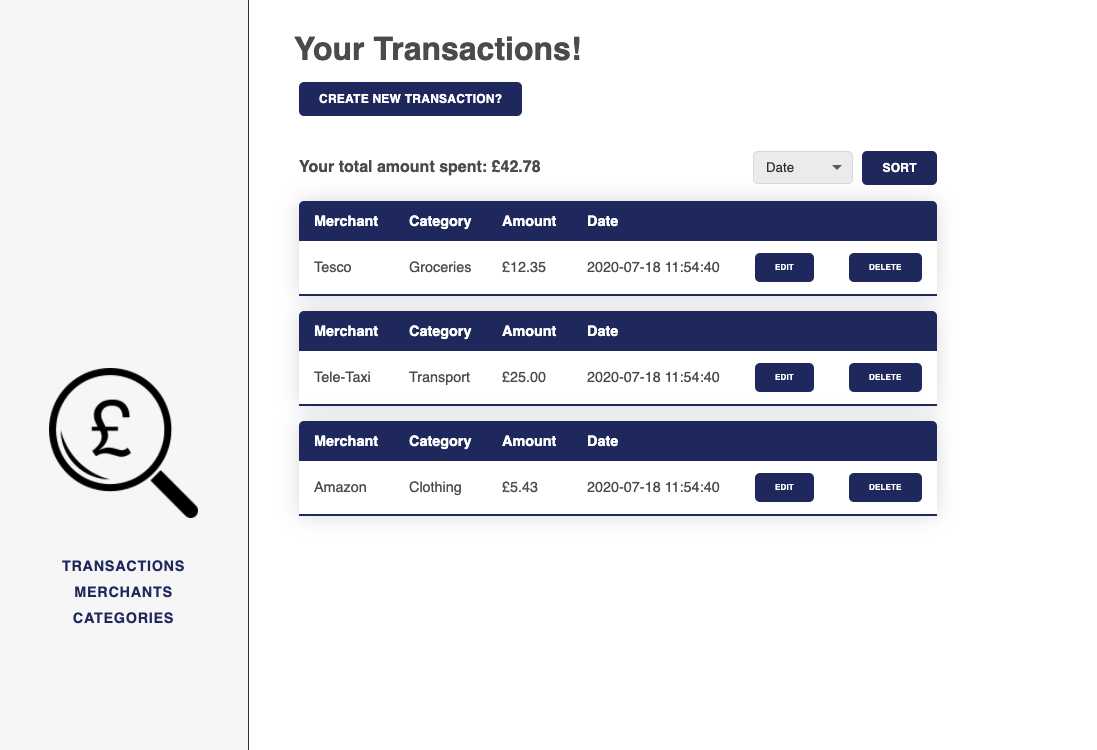 Your Transactions!
CREATE NEW TRANSACTION?
Your total amount spent: £42.78
Date
SORT
Merchant Category Amount Date
Tesco Groceries £12.35 2020-07-18 11:54:40 EDIT DELETE
Merchant Category Amount Date
Tele-Taxi Transport £25.00 2020-07-18 11:54:40 EDIT DELETE
Merchant Category Amount Date
Amazon Clothing £5.43 2020-07-18 11:54:40 EDIT DELETE
£
TRANSACTIONS
MERCHANTS
CATEGORIES